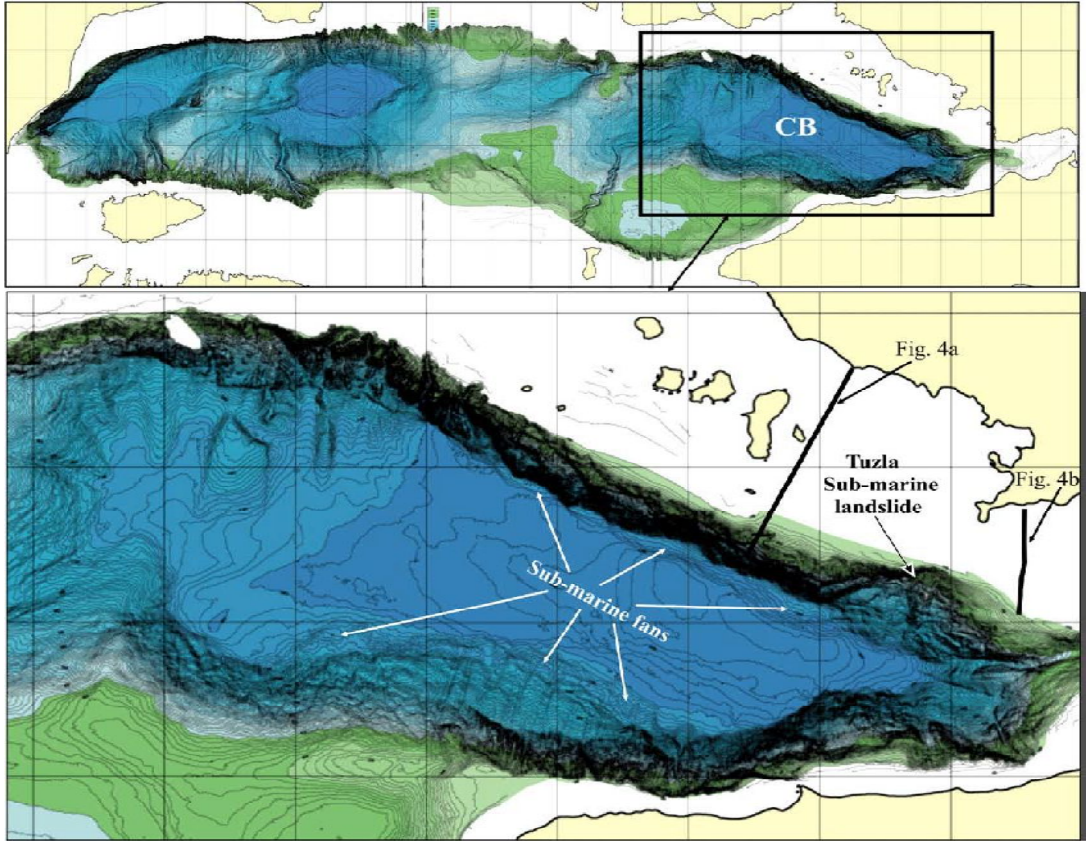 CB
Fig. 4a
Tuzla
Sub-marine
landslide
Fig. 4b
Sub-marine fans